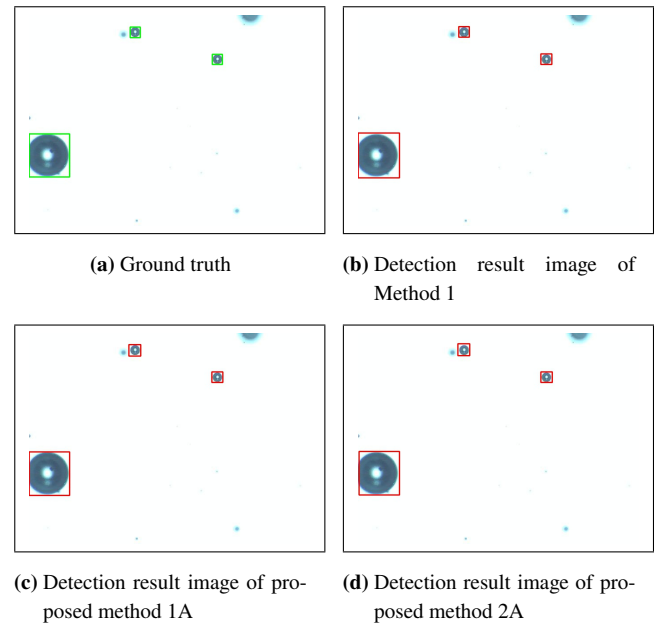 (a) Ground truth
(b) Detection result image of
Method 1
(c) Detection result image of pro-
posed method 1A
(d) Detection result image of pro-
posed method 2A